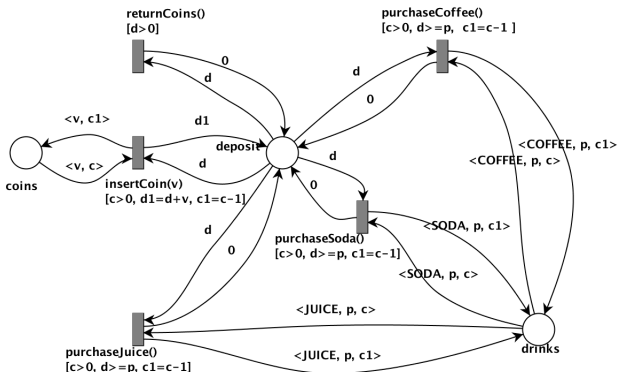 returnCoins()
[d>0]
purchaseCoffee()
[c>0, d>=p, c1=c-1 ]
0
d
d
0
<v, c1>
d1
deposit
<COFFEE, p, c1>
<COFFEE, p, c>
<v, c>
d
d
coins
insertCoin(v)
[c>0, d1=d+v, c1=c-1]
0
d
0
purchaseSoda()
[c>0, d>=p, c1=c-1]
<SODA, p, c1>
<SODA, p, c>
<JUICE, p, c>
drinks
purchaseJuice()
[c>0, d>=p, c1=c-1]
<JUICE, p, c1>